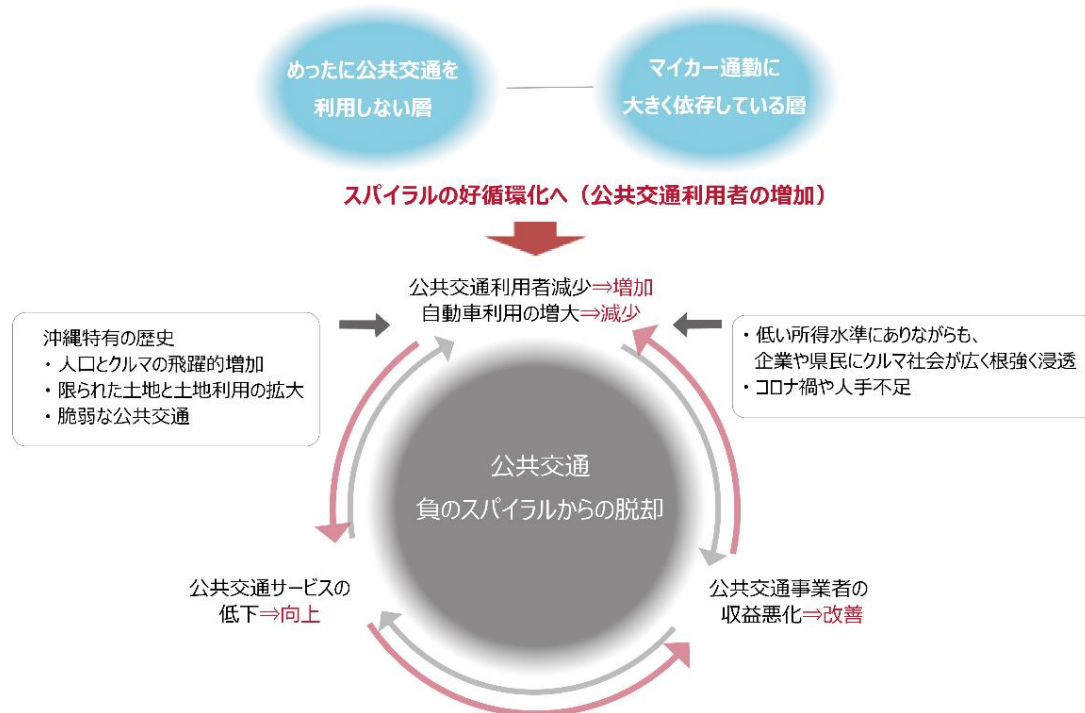 めったに公共交通を
利用しない層
マイカー通勤に
大きく依存している層
スパイラルの好循環化へ（公共交通利用者の増加）
公共交通利用者減少⇒増加
自動車利用の増大⇒減少
沖縄特有の歴史
・人口とクルマの飛躍的増加
・限られた土地と土地利用の拡大
・脆弱な公共交通
・低い所得水準にありながらも、
企業や県民にクルマ社会が広く根強く浸透
・コロナ禍や人手不足
公共交通
負のスパイラルからの脱却
公共交通サービスの
低下⇒向上
公共交通事業者の
収益悪化⇒改善